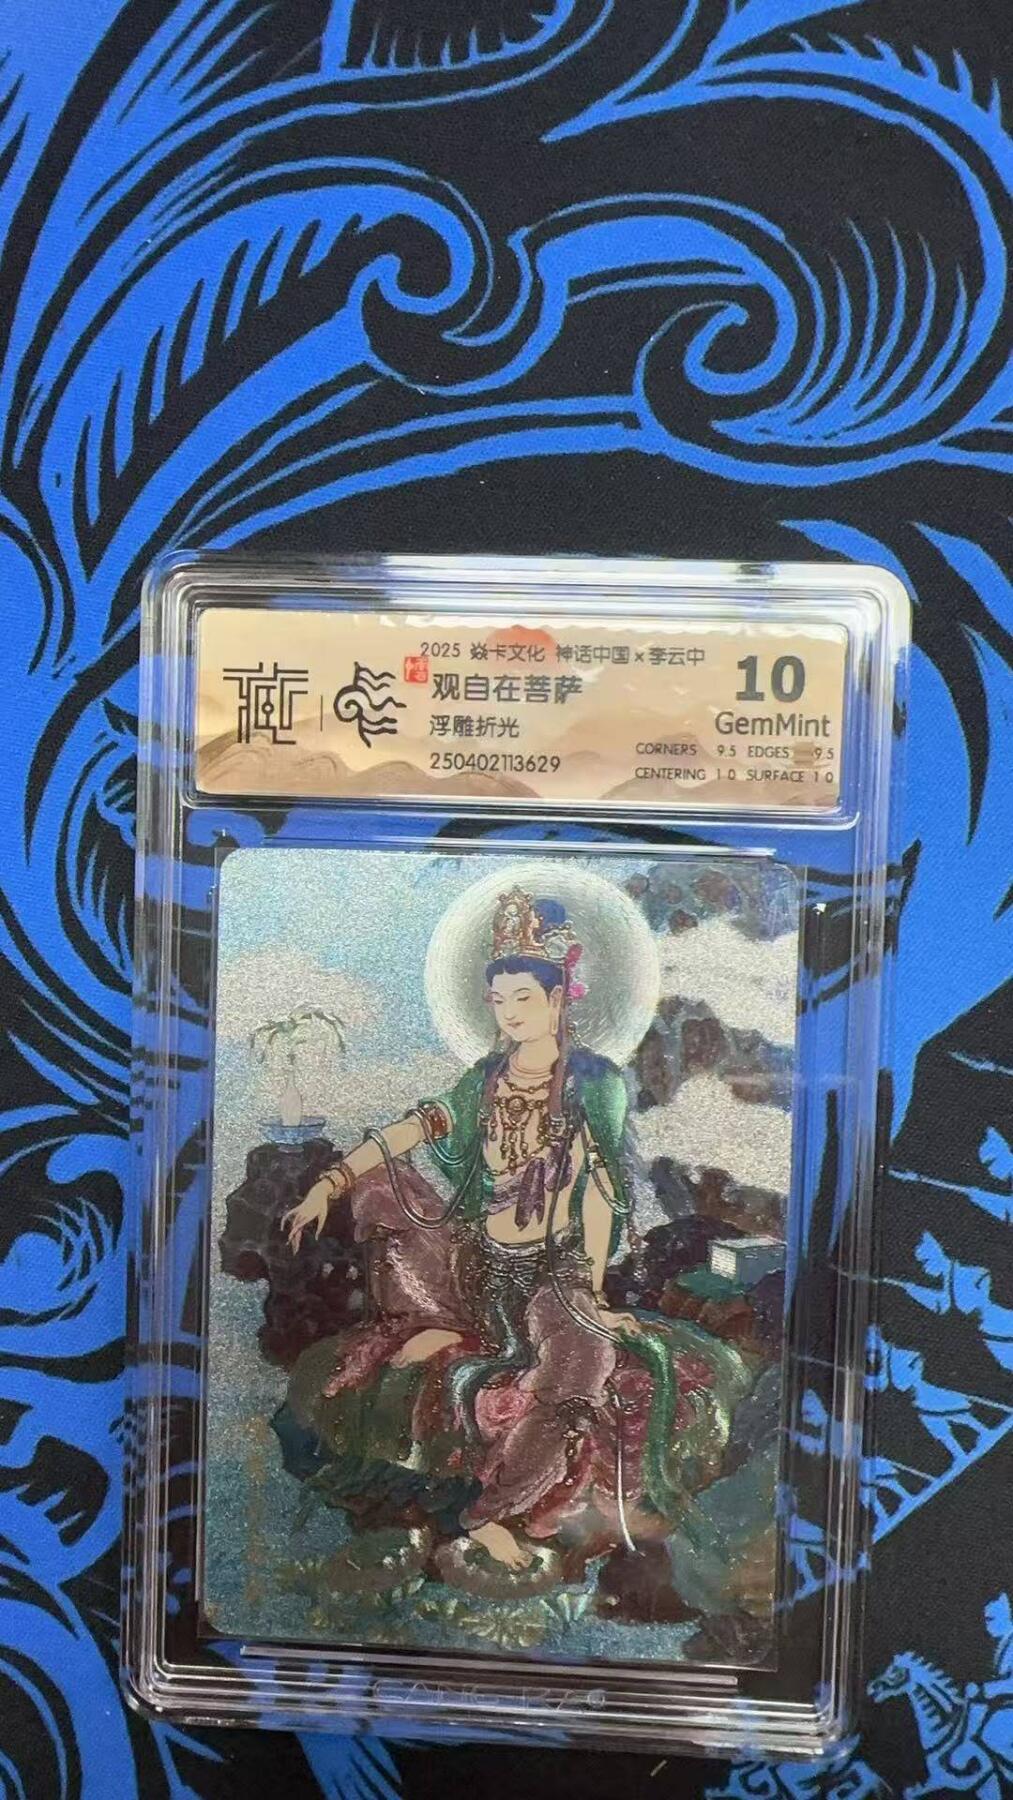 2025 焱卡文化 神话中国×李云中
观自在菩萨
浮雕折光
250402113629
10
GemMint
CORNERS 9.5 EDGES 9.5
CENTERING 10 SURFACE 10